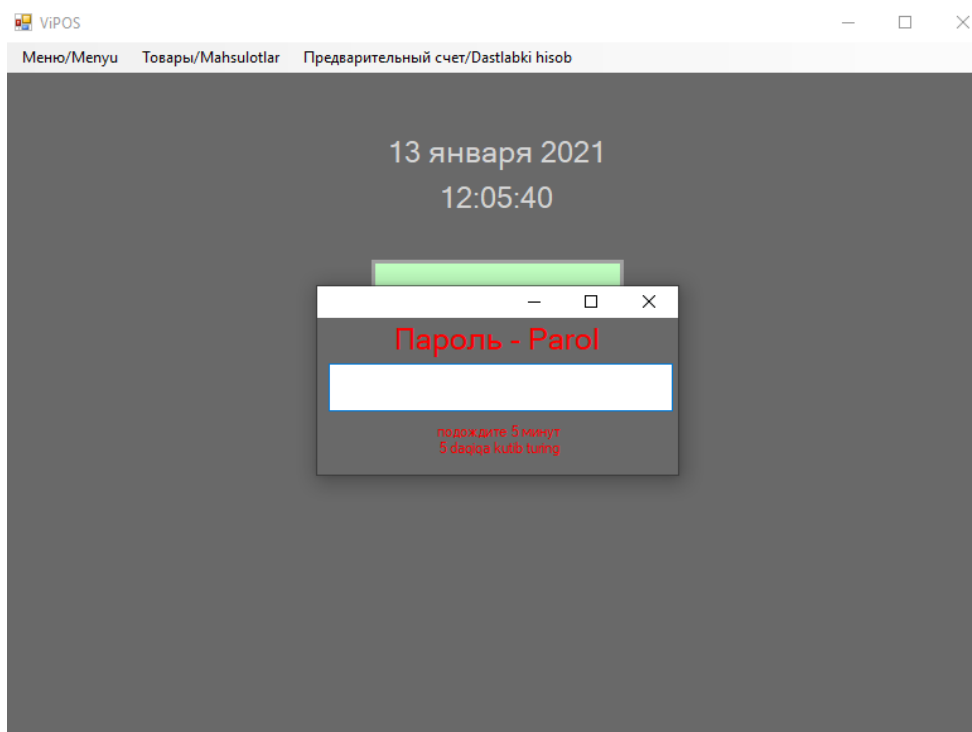 ViPOS
Меню/Menyu Товары/Mahsulotlar Предварительный счет/Dastlabki hisob
13 января 2021
12:05:40
Пароль - Parol
подождите 5 минут
5 daqiqa kutib turing